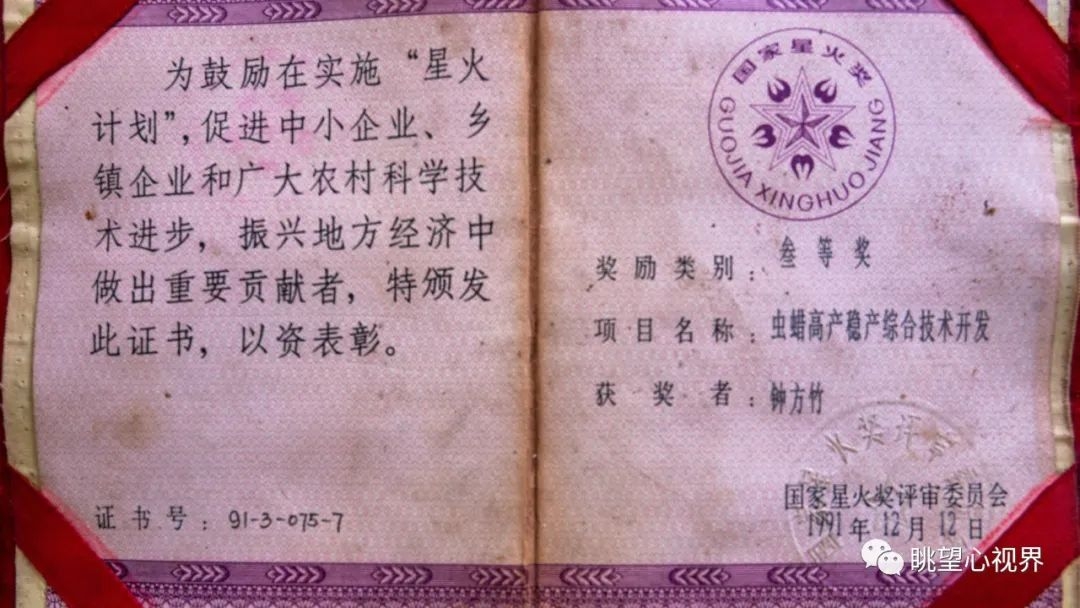 为鼓励在实施“星火
计划”,促进中小企业、乡
镇企业和广大农村科学技
术进步，振兴地方经济中
做出重要贡献者，特颁发
此证书，以资表彰。
证书号：91-3-075-7
国家星火奖
GUOJIA XINGHUO JIANG
奖励类别：叁等奖
项目名称：虫蜡高产稳产综合技术开发
获奖者：钟方竹
国家星火奖评审委员会
1991年12月12日
眺望心视界